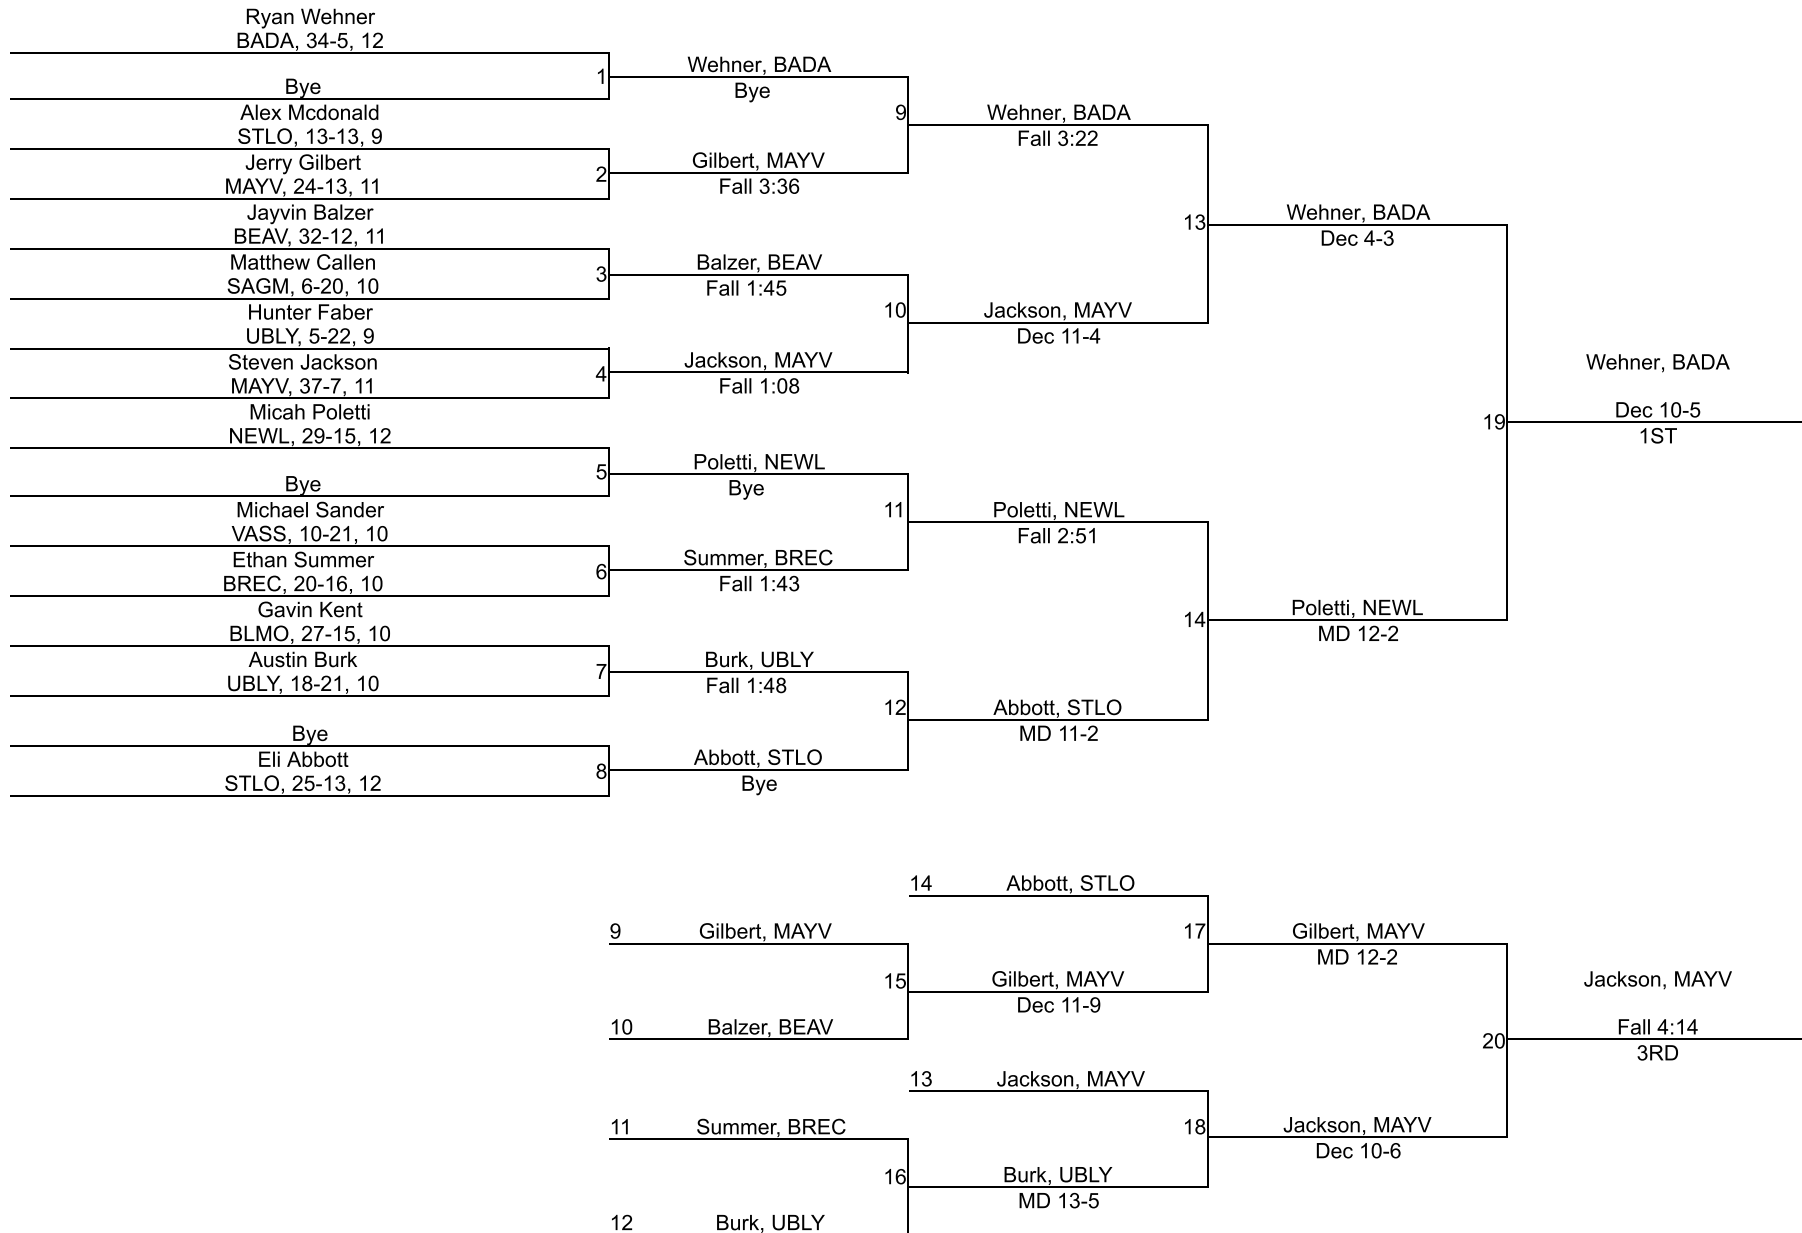 Ryan Wehner
BADA, 34-5, 12
Bye
1
Alex Mcdonald
STLO, 13-13, 9
Jerry Gilbert
MAYV, 24-13, 11
2
Jayvin Balzer
BEAV, 32-12, 11
Matthew Callen
SAGM, 6-20, 10
3
Hunter Faber
UBLY, 5-22, 9
Steven Jackson
MAYV, 37-7, 11
4
Micah Poletti
NEWL, 29-15, 12
Bye
5
Michael Sander
VASS, 10-21, 10
Ethan Summer
BREC, 20-16, 10
6
Gavin Kent
BLMO, 27-15, 10
Austin Burk
UBLY, 18-21, 10
7
Bye
Eli Abbott
STLO, 25-13, 12
8
Wehner, BADA
Bye
9
Gilbert, MAYV
Fall 3:36
Balzer, BEAV
Fall 1:45
10
Jackson, MAYV
Fall 1:08
Poletti, NEWL
Bye
11
Summer, BREC
Fall 1:43
Burk, UBLY
Fall 1:48
12
Abbott, STLO
Bye
Wehner, BADA
Fall 3:22
13
Jackson, MAYV
Dec 11-4
Poletti, NEWL
Fall 2:51
14
Abbott, STLO
MD 11-2
Wehner, BADA
Dec 4-3
19
Poletti, NEWL
MD 12-2
Wehner, BADA
Dec 10-5
1ST
14 Abbott, STLO
9 Gilbert, MAYV
17
15
Gilbert, MAYV
Dec 11-9
10 Balzer, BEAV
13 Jackson, MAYV
11 Summer, BREC
18
16
Burk, UBLY
MD 13-5
12 Burk, UBLY
Gilbert, MAYV
MD 12-2
20
Jackson, MAYV
Dec 10-6
Jackson, MAYV
Fall 4:14
3RD